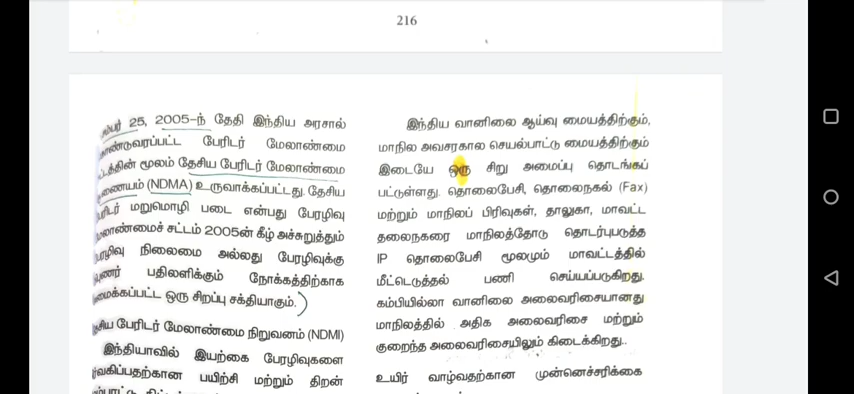 216
25, 2005-ந் தேதி இந்திய அரசால்
பேரிடர் மேலாண்மை
மூலம் தேசிய பேரிடர் மேலாண்மை
(NDMA) உருவாக்கப்பட்டது. தேசிய
மறுமொழி படை என்பது பேரழிவு
சட்டம் 2005ன் கீழ் அச்சுறுத்தும்
நிலைமை அல்லது பேரழிவுக்கு
பதிலளிக்கும் நோக்கத்திற்காக
ஒரு சிறப்பு சக்தியாகும்.
பேரிடர் மேலாண்மை நிறுவனம் (NDMI)
இந்தியாவில் இயற்கை பேரழிவுகளை
பயிற்சி மற்றும் திறன்
இந்திய வானிலை ஆய்வு மையத்திற்கும்,
மாநில அவசரகால செயல்பாட்டு மையத்திற்கும்
இடையே ஒரு சிறு அமைப்பு தொடங்கப்
பட்டுள்ளது. தொலைபேசி, தொலைநகல் (Fax)
மற்றும் மாநிலப் பிரிவுகள், தாலுகா, மாவட்ட
தலைநகரை மாநிலத்தோடு தொடர்புபடுத்த
IP தொலைபேசி மூலமும் மாவட்டத்தில்
மீட்டெடுத்தல் பணி செய்யப்படுகிறது.
கம்பியில்லா வானிலை அலைவரிசையானது
மாநிலத்தில் அதிக அலைவரிசை மற்றும்
குறைந்த அலைவரிசையிலும் கிடைக்கிறது..
உயிர் வாழ்வதற்கான முன்னெச்சரிக்கை